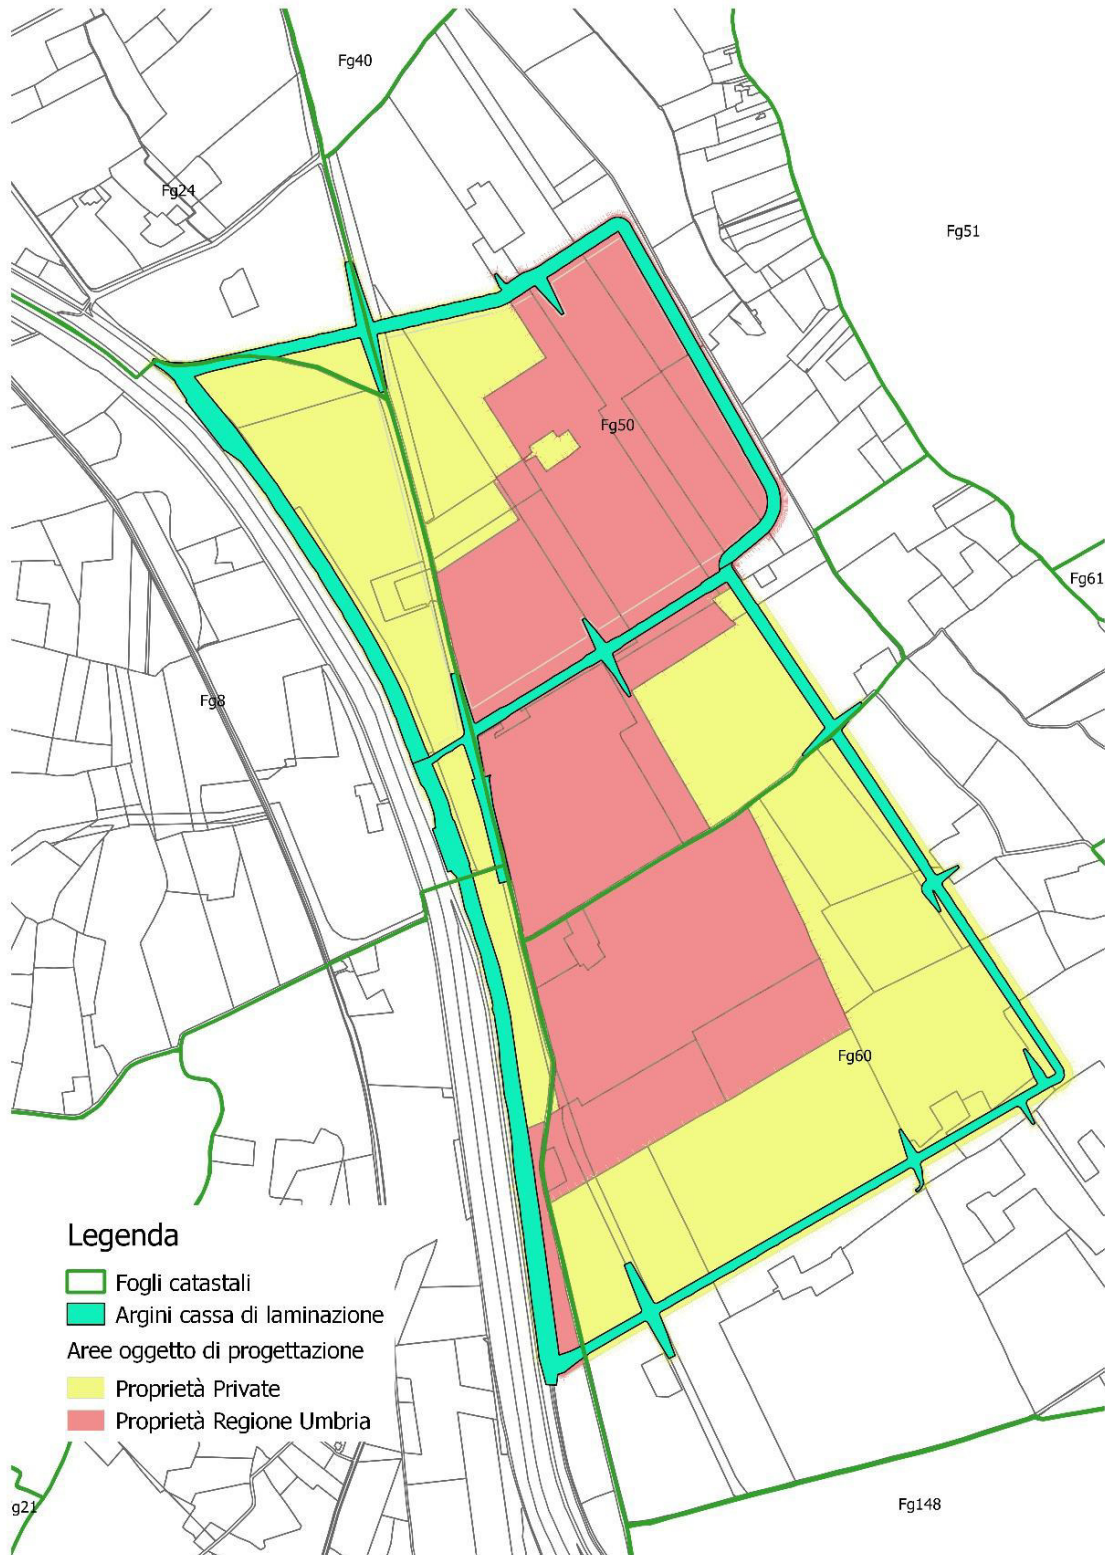 Fg40
Fg24
Fg51
Fg50
Fg61
Fg8
Fg60
Legenda
Fogli catastali
Argini cassa di laminazione
Aree oggetto di progettazione
Proprietà Private
Proprietà Regione Umbria
g21
Fg148